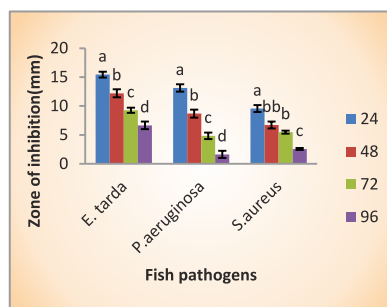 20
15
10
5
0
Zone of inhibition(mm)
a b c d
a b c d
a bb b c
E. tarda
P.aeruginosa
S.aureus
Fish pathogens
24
48
72
96